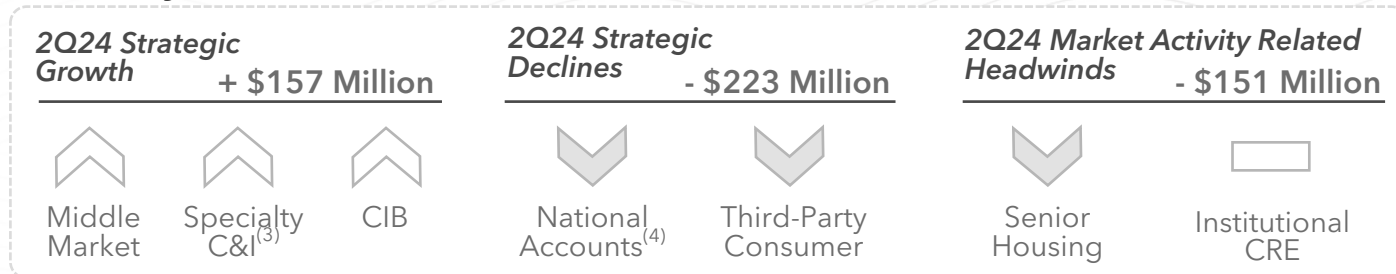 2Q24 Strategic
Growth
+ $157 Million
Middle
Market
Specialty
C&I(3)
CIB
2Q24 Strategic
Declines
- $223 Million
National
Accounts(4)
Third-Party
Consumer
2Q24 Market Activity Related
Headwinds
- $151 Million
Senior
Housing
Institutional
CRE